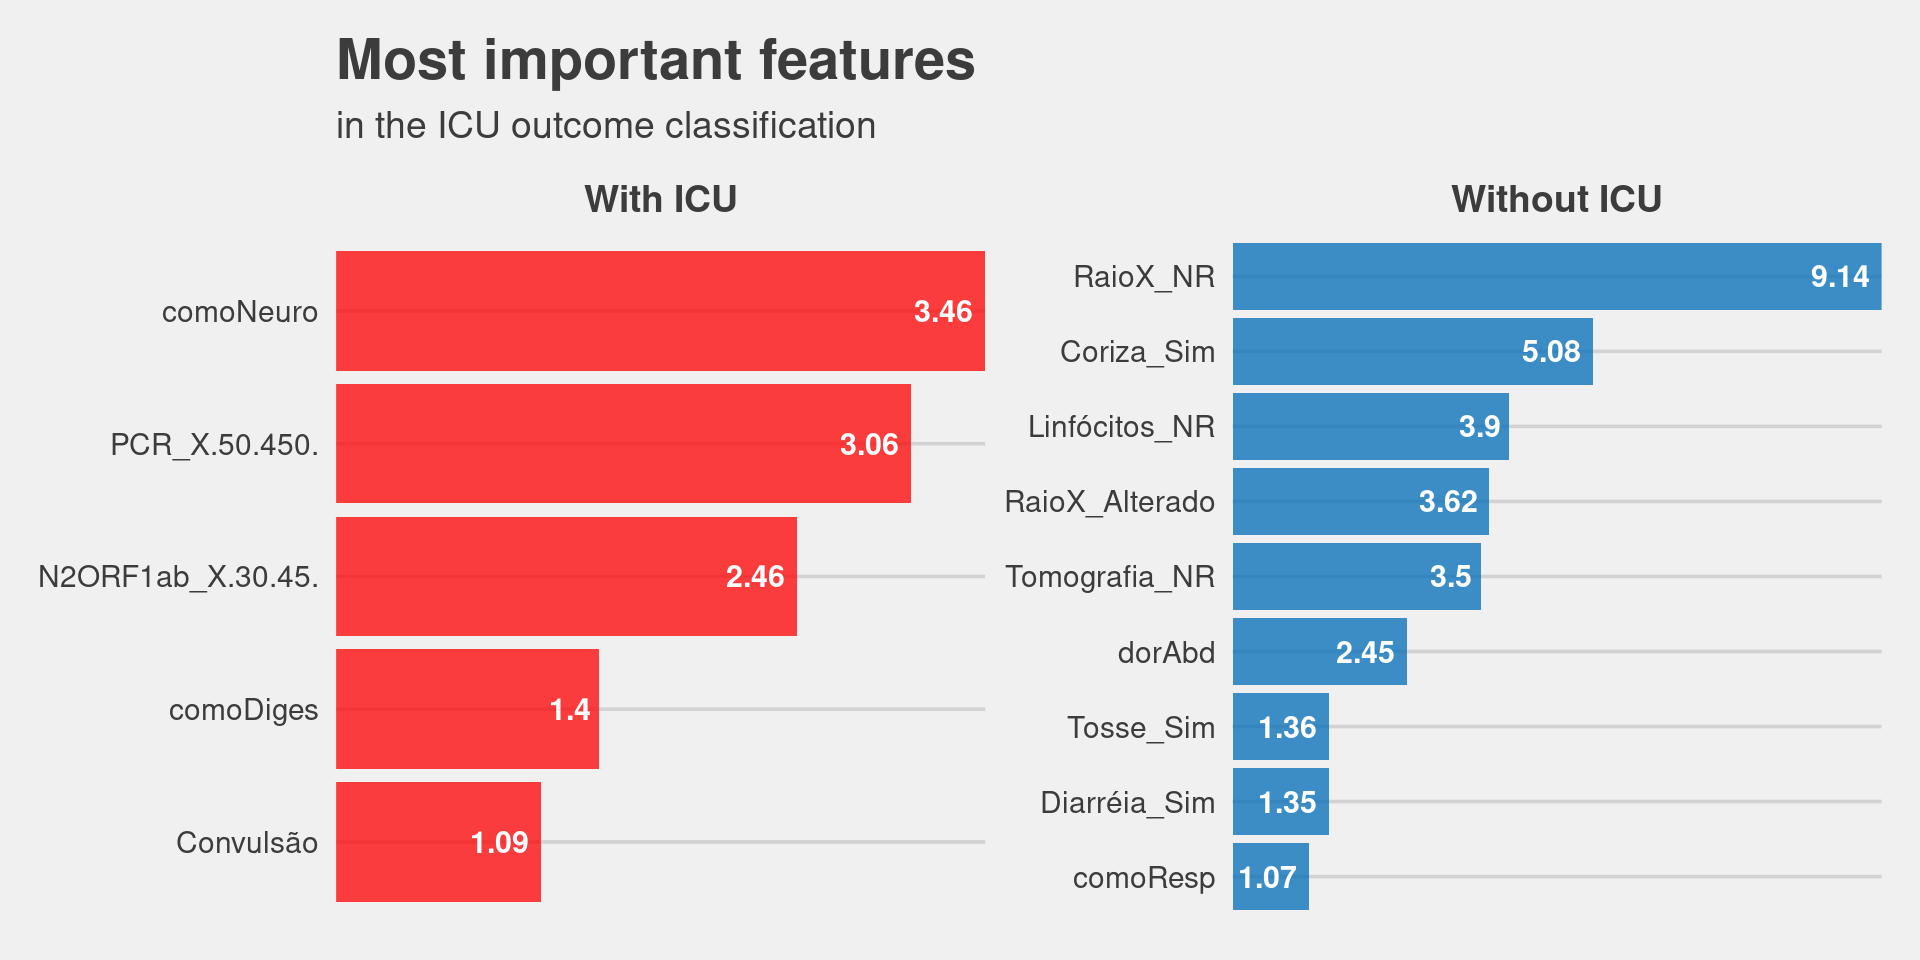 Most important features
in the ICU outcome classification
With ICU
comoNeuro 3.46
PCR_X.50.450. 3.06
N2ORF1ab_X.30.45. 2.46
comoDiges 1.4
Convulsão 1.09
Without ICU
RaioX_NR 9.14
Coriza_Sim 5.08
Linfócitos_NR 3.9
RaioX_Alterado 3.62
Tomografia_NR 3.5
dorAbd 2.45
Tosse_Sim 1.36
Diarréia_Sim 1.35
comoResp 1.07